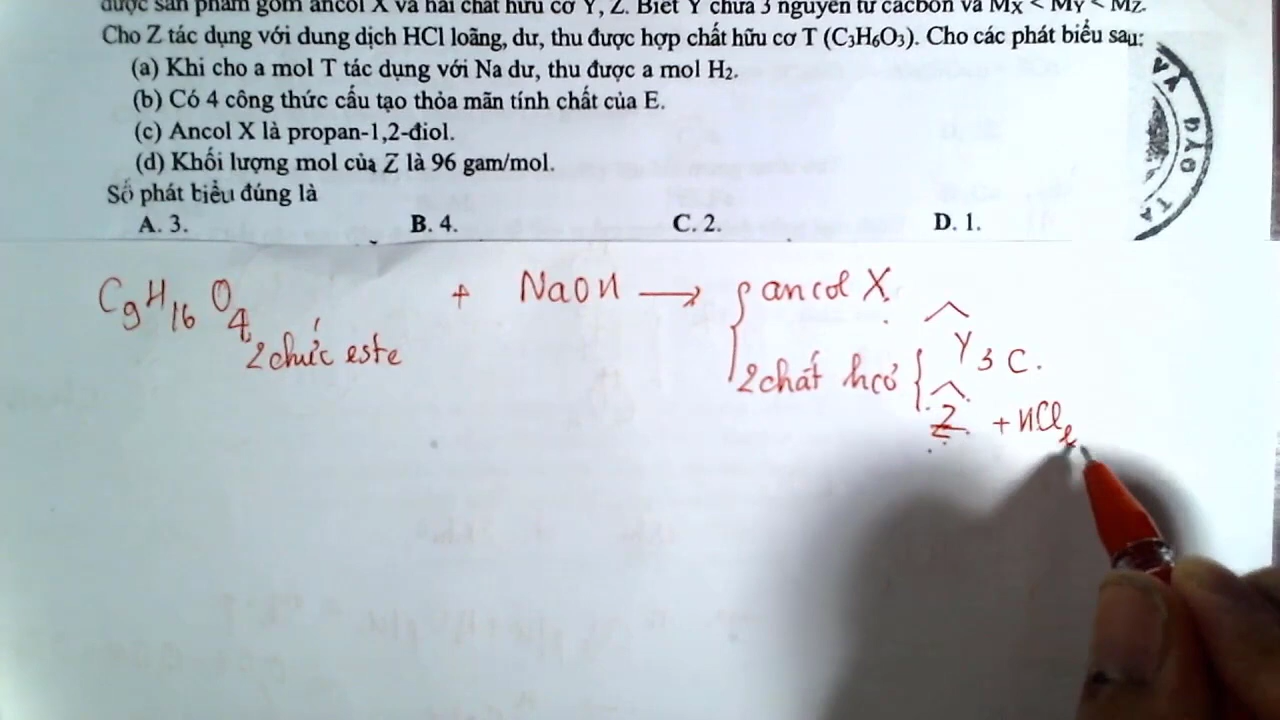 được sản phẩm gồm ancol X và hai chất hữu cơ Y, Z. Biết Y chứa 3 nguyên tử cacbon và Mx < My < Mz.
Cho Z tác dụng với dung dịch HCl loãng, dư, thu được hợp chất hữu cơ T (C₃H₆O₃). Cho các phát biểu sau:
(a) Khi cho a mol T tác dụng với Na dư, thu được a mol H₂.
(b) Có 4 công thức cấu tạo thỏa mãn tính chất của E.
(c) Ancol X là propan-1,2-điol.
(d) Khối lượng mol của Z là 96 gam/mol.
Số phát biểu đúng là
A. 3. B. 4. C. 2. D. 1.
C₉H₁₆O₄ + NaOH → { ancol X
2 chức este
Y 3 C.
2 chất hcơ {
Z + HCl